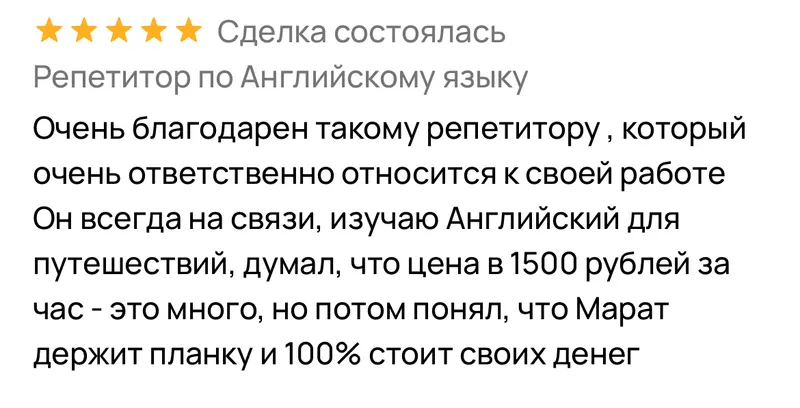 Сделка состоялась
Репетитор по Английскому языку
Очень благодарен такому репетитору , который
очень ответственно относится к своей работе
Он всегда на связи, изучаю Английский для
путешествий, думал, что цена в 1500 рублей за
час - это много, но потом понял, что Марат
держит планку и 100% стоит своих денег